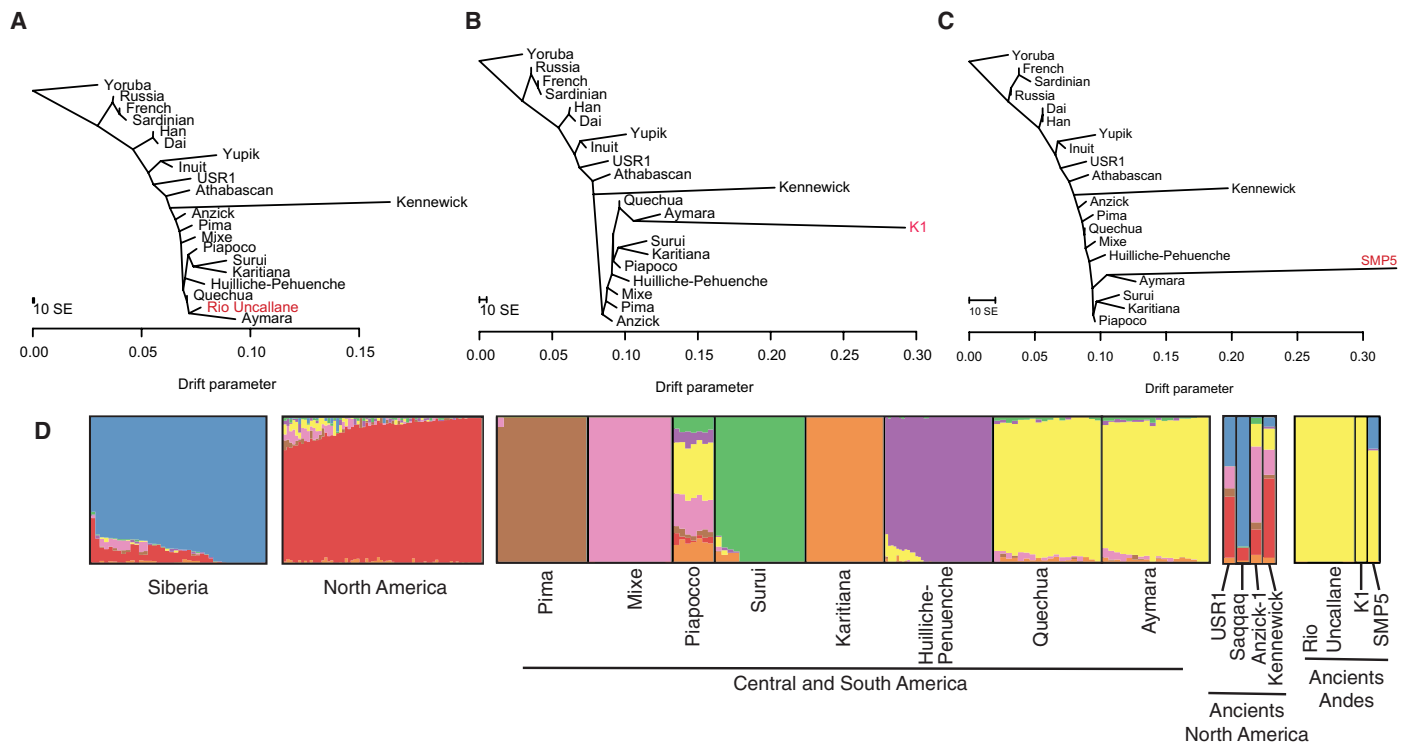 A
Yoruba
Russia
French
Sardinian
Han
Dai
Yupik
Inuit
USR1
Athabascan
Kennewick
Anzick
Pima
Mixe
Piapoco
Surui
Karitiana
Huilliche-Pehuenche
Quechua
Rio Uncallane
Aymara
10 SE
0.00 0.05 0.10 0.15
Drift parameter
B
Yoruba
Russia
French
Sardinian
Han
Dai
Yupik
Inuit
USR1
Athabascan
Kennewick
Quechua
Aymara
K1
Surui
Karitiana
Piapoco
Huilliche-Pehuenche
Mixe
Pima
Anzick
10 SE
0.00 0.05 0.10 0.15 0.20 0.25 0.30
Drift parameter
C
Yoruba
French
Sardinian
Russia
Dai
Han
Yupik
Inuit
USR1
Athabascan
Kennewick
Anzick
Pima
Quechua
Mixe
Huilliche-Pehuenche
SMP5
Aymara
Surui
Karitiana
Piapoco
10 SE
0.00 0.05 0.10 0.15 0.20 0.25 0.30
Drift parameter
D
Siberia
North America
Pima
Mixe
Piapocco
Surui
Karitiana
Huilliche-
Penuenche
Quechua
Aymara
Central and South America
USR1
Saqqaq
Anzick-1
Kennewick
Ancients
North America
Rio
Uncallane
K1
SMP5
Ancients
Andes